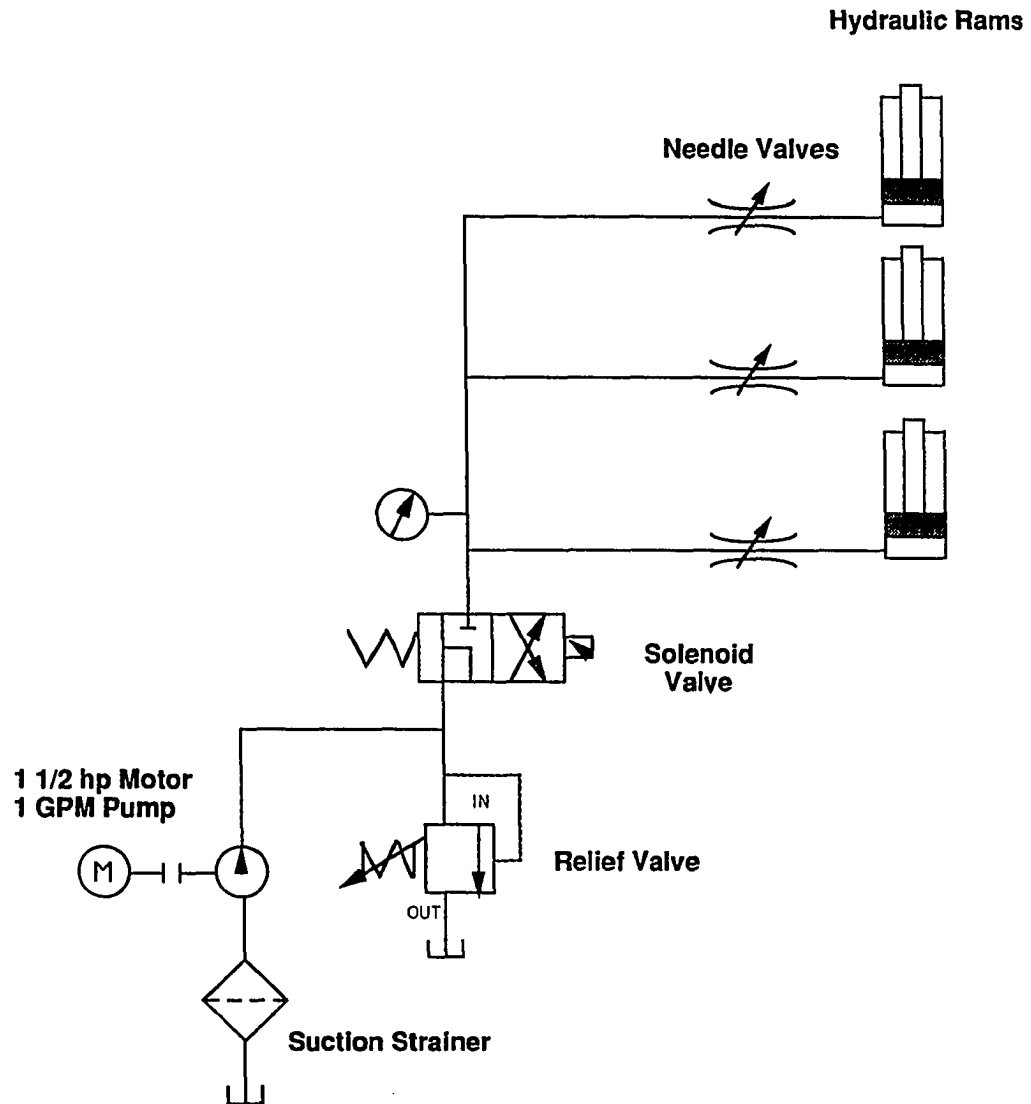 Hydraulic Rams
Needle Valves
Solenoid
Valve
1 1/2 hp Motor
1 GPM Pump
IN
M
Relief Valve
OUT
Suction Strainer